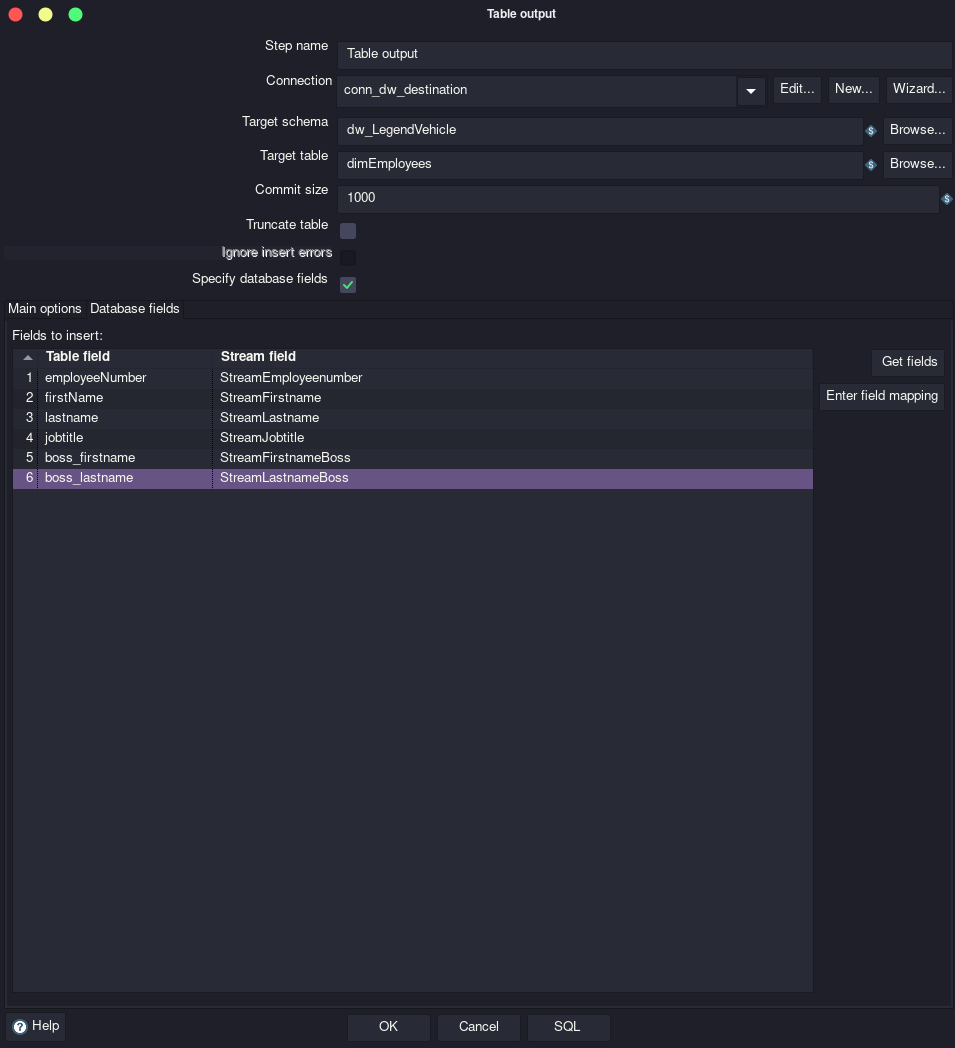 Table output
Step name Table output
Connection conn_dw_destination Edit... New... Wizard...
Target schema dw_LegendVehicle $ Browse...
Target table dimEmployees $ Browse...
Commit size 1000 $
Truncate table
Ignore insert errors
Specify database fields
Main options Database fields
Fields to insert:
Table field Stream field Get fields
1 employeeNumber StreamEmployeenumber
2 firstName StreamFirstname Enter field mapping
3 lastname StreamLastname
4 jobtitle StreamJobtitle
5 boss_firstname StreamFirstnameBoss
6 boss_lastname StreamLastnameBoss
? Help OK Cancel SQL